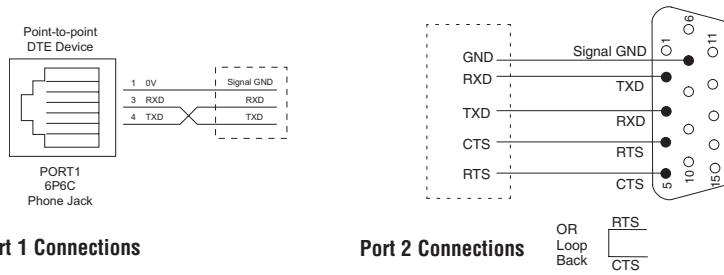 Point-to-point
DTE Device
1 0V
3 RXD
4 TXD
Signal GND
RXD
TXD
PORT1
6P6C
Phone Jack
rt 1 Connections
GND
RXD
TXD
CTS
RTS
Signal GND
TXD
RXD
RTS
CTS
1
6
11
5
10
15
Port 2 Connections
OR
Loop
Back
RTS
CTS